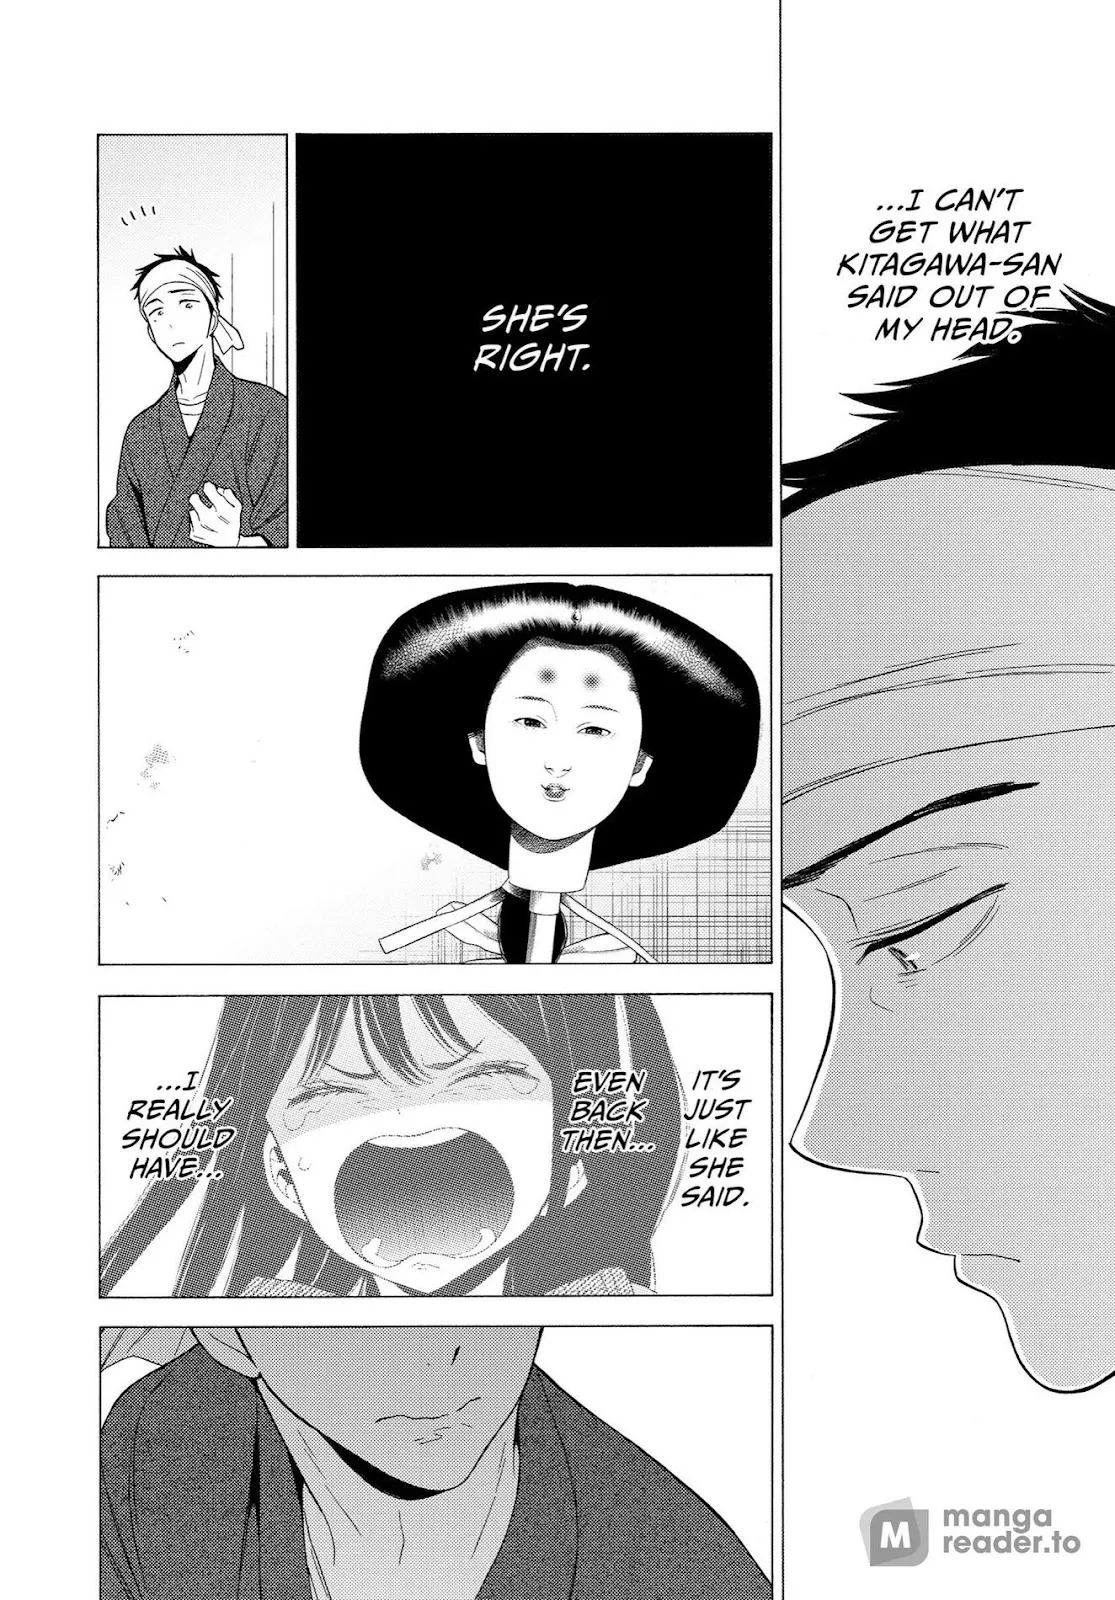 ...I CAN'T
GET WHAT
KITAGAWA-SAN
SAID OUT OF
MY HEAD.
SHE'S
RIGHT.
IT'S
JUST
LIKE
SHE
SAID.
EVEN
BACK
THEN...
...I
REALLY
SHOULD
HAVE...
M
manga
reader.to